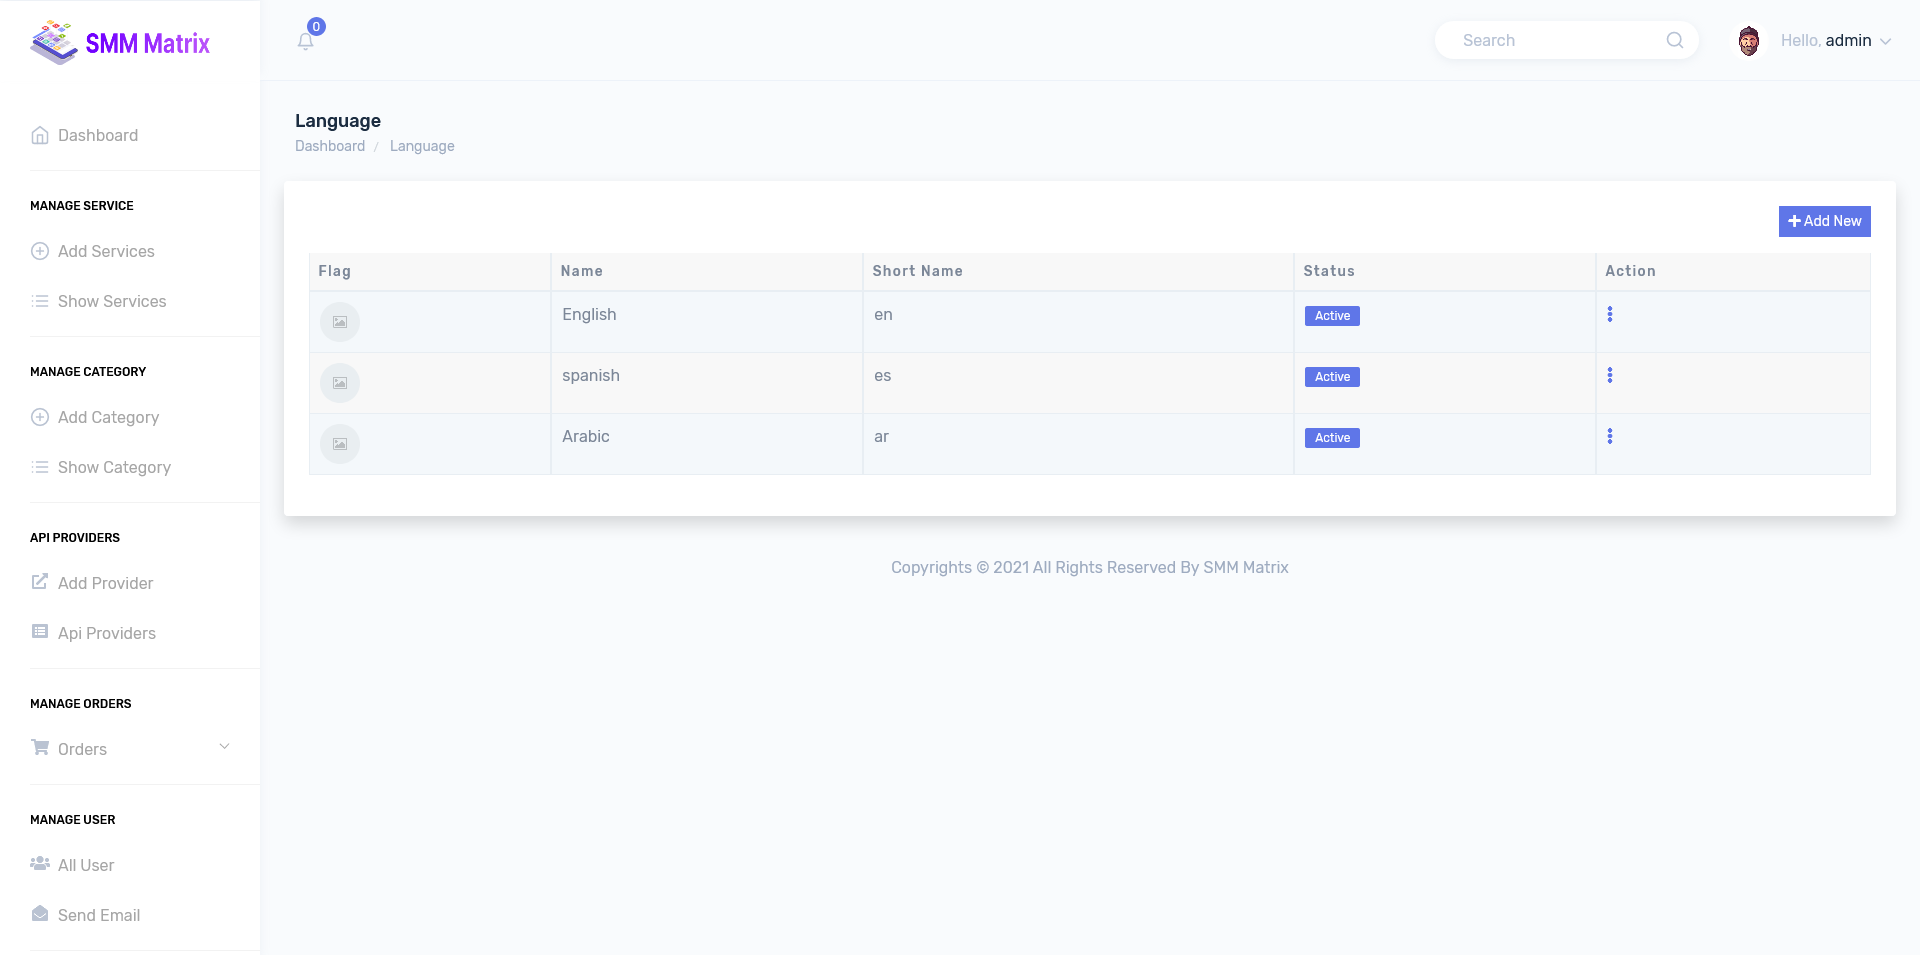 SMM Matrix
0
Search
Hello, admin
Dashboard
MANAGE SERVICE
Add Services
Show Services
MANAGE CATEGORY
Add Category
Show Category
API PROVIDERS
Add Provider
Api Providers
MANAGE ORDERS
Orders
MANAGE USER
All User
Send Email
Language
Dashboard / Language
Add New
Flag Name Short Name Status Action
English en Active
spanish es Active
Arabic ar Active
Copyrights © 2021 All Rights Reserved By SMM Matrix